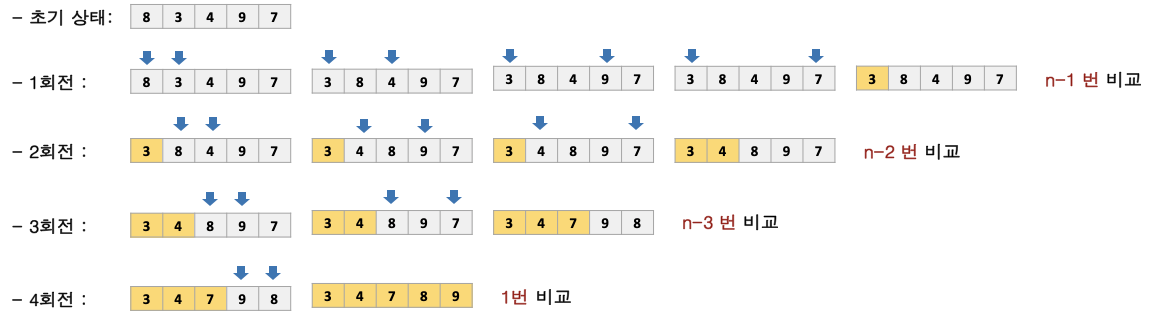 - 초기 상태: 8 3 4 9 7
- 1회전 : 8 3 4 9 7 3 8 4 9 7 3 8 4 9 7 3 8 4 9 7 3 8 4 9 7 n-1 번 비교
- 2회전 : 3 8 4 9 7 3 4 8 9 7 3 4 8 9 7 3 4 8 9 7 n-2 번 비교
- 3회전 : 3 4 8 9 7 3 4 8 9 7 3 4 7 9 8 n-3 번 비교
- 4회전 : 3 4 7 9 8 3 4 7 8 9 1번 비교